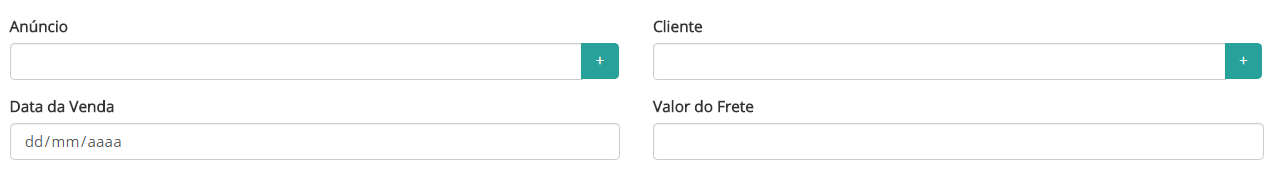 Anúncio
Cliente
+
+
Data da Venda
Valor do Frete
dd/mm/aaaa